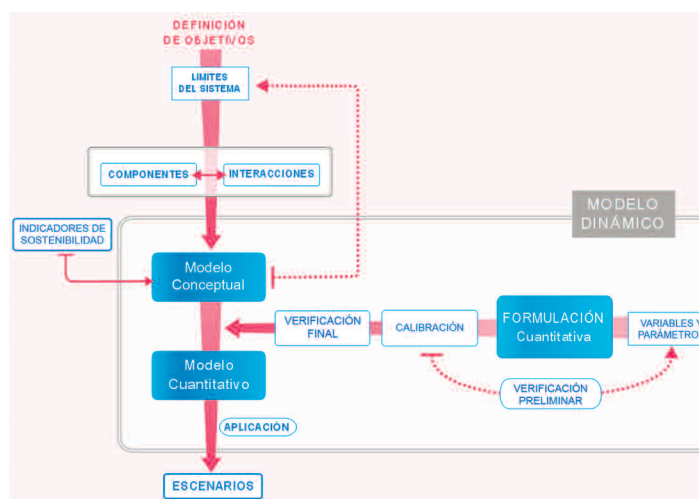 DEFINICIÓN
DE OBJETIVOS
LIMITES
DEL SISTEMA
COMPONENTES
INTERACCIONES
MODELO
DINÁMICO
INDICADORES DE
SOSTENIBILIDAD
Modelo
Conceptual
VERIFICACIÓN
FINAL
CALIBRACIÓN
FORMULACIÓN
Cuantitativa
VARIABLES Y
PARÁMETRO
Modelo
Cuantitativo
VERIFICACIÓN
PRELIMINAR
APLICACIÓN
ESCENARIOS